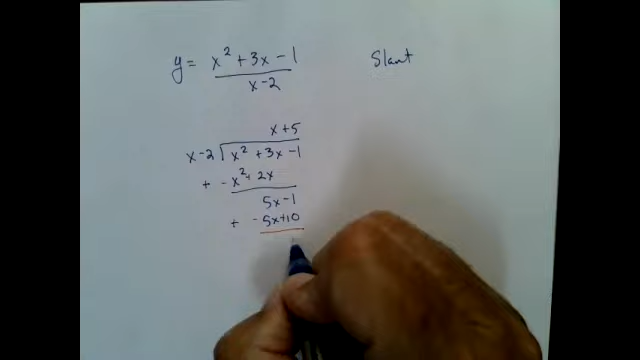 y = x² + 3x - 1 Slant
x - 2
x + 5
x - 2 x² + 3x - 1
+ - x² + 2x
5x - 1
+ - 5x + 10